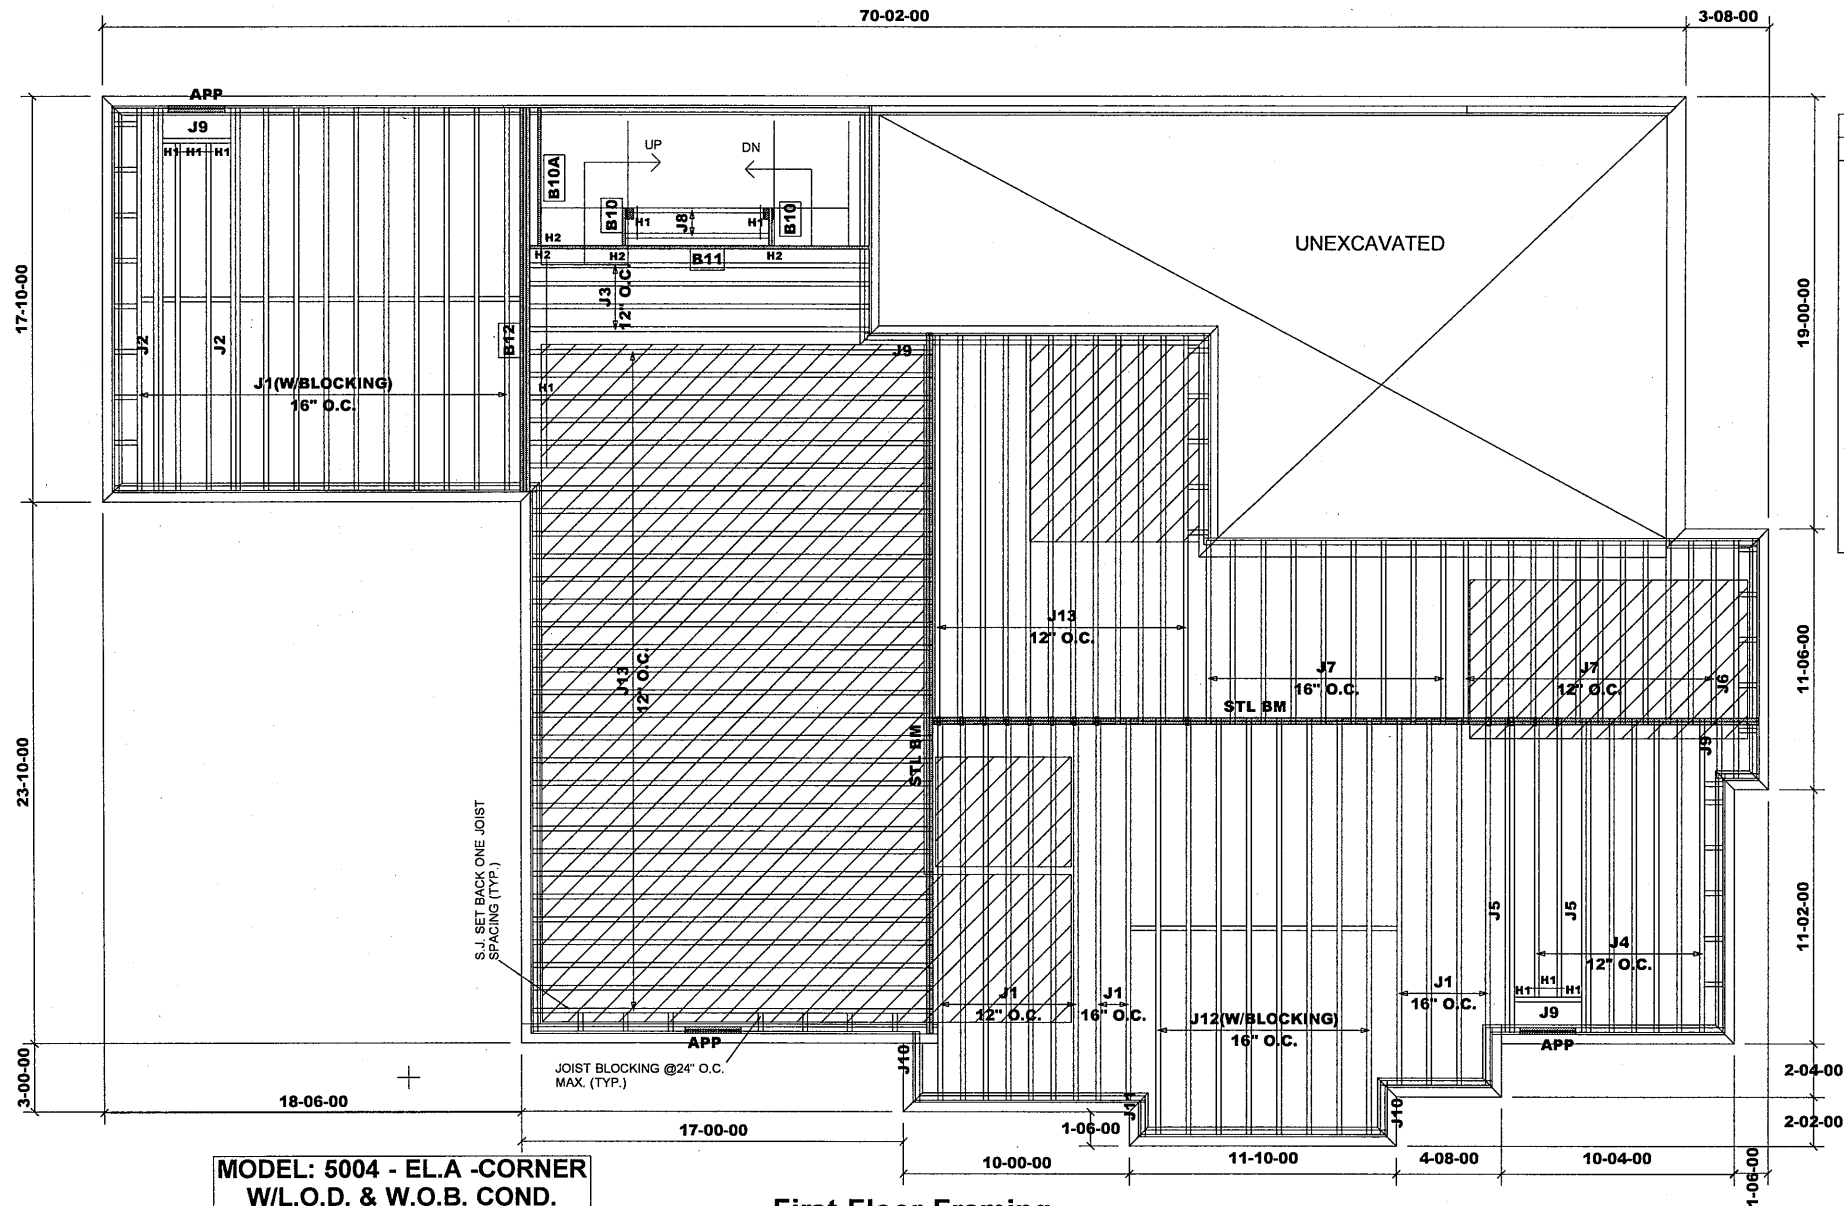 70-02-00
3-08-00
APP
J9
H1 H1 H1
UP
DN
B10A
B10
H1
J8
H1
B10
H2
H2
H2
B11
H2
UNEXCAVATED
17-10-00
19-00-00
J3
12" O.C.
J2
J2
B12
J9
J1(W/BLOCKING)
16" O.C.
H1
J13
12" O.C.
J13
12" O.C.
J7
16" O.C.
J7
12" O.C.
J6
11-06-00
STL BM
STL BM
J9
23-10-00
S.J. SET BACK ONE JOIST
SPACING (TYP.)
J5
J5
J4
12" O.C.
11-02-00
H1
H1
H1
J9
J1
12" O.C.
J1
16" O.C.
J1
16" O.C.
J12(W/BLOCKING)
16" O.C.
APP
APP
JOIST BLOCKING @24" O.C.
MAX. (TYP.)
J10
J11
J10
3-00-00
2-04-00
2-02-00
18-06-00
17-00-00
1-06-00
10-00-00
11-10-00
4-08-00
10-04-00
1-06-00
MODEL: 5004 - EL.A -CORNER
W/L.O.D. & W.O.B. COND.
First Floor Framing